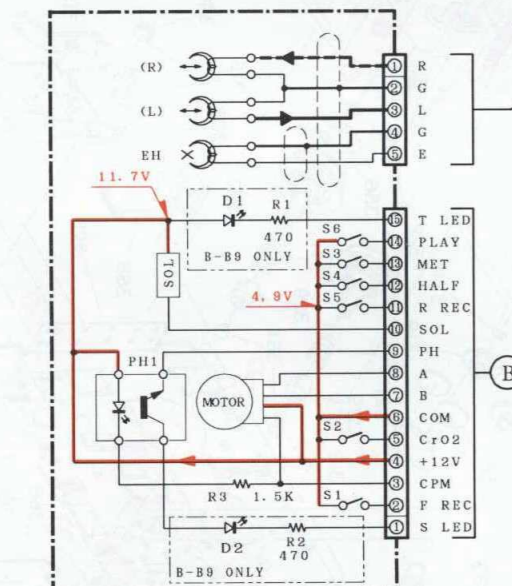 (R)
① R
② G
(L)
③ L
④ G
EH
⑤ E
11.7V
D1 R1
470
B-B9 ONLY
⑮ T LED
S6 ⑭ PLAY
S3 ⑬ MET
S4 ⑫ HALF
S5 ⑪ R REC
4,9V
SOL
⑩ SOL
PH1
⑨ PH
⑧ A
MOTOR
⑦ B
B
⑥ COM
S2 ⑤ CrO2
④ +12V
R3 1.5K
③ CPM
S1 ② F REC
① S LED
D2 R2
470
B-B9 ONLY